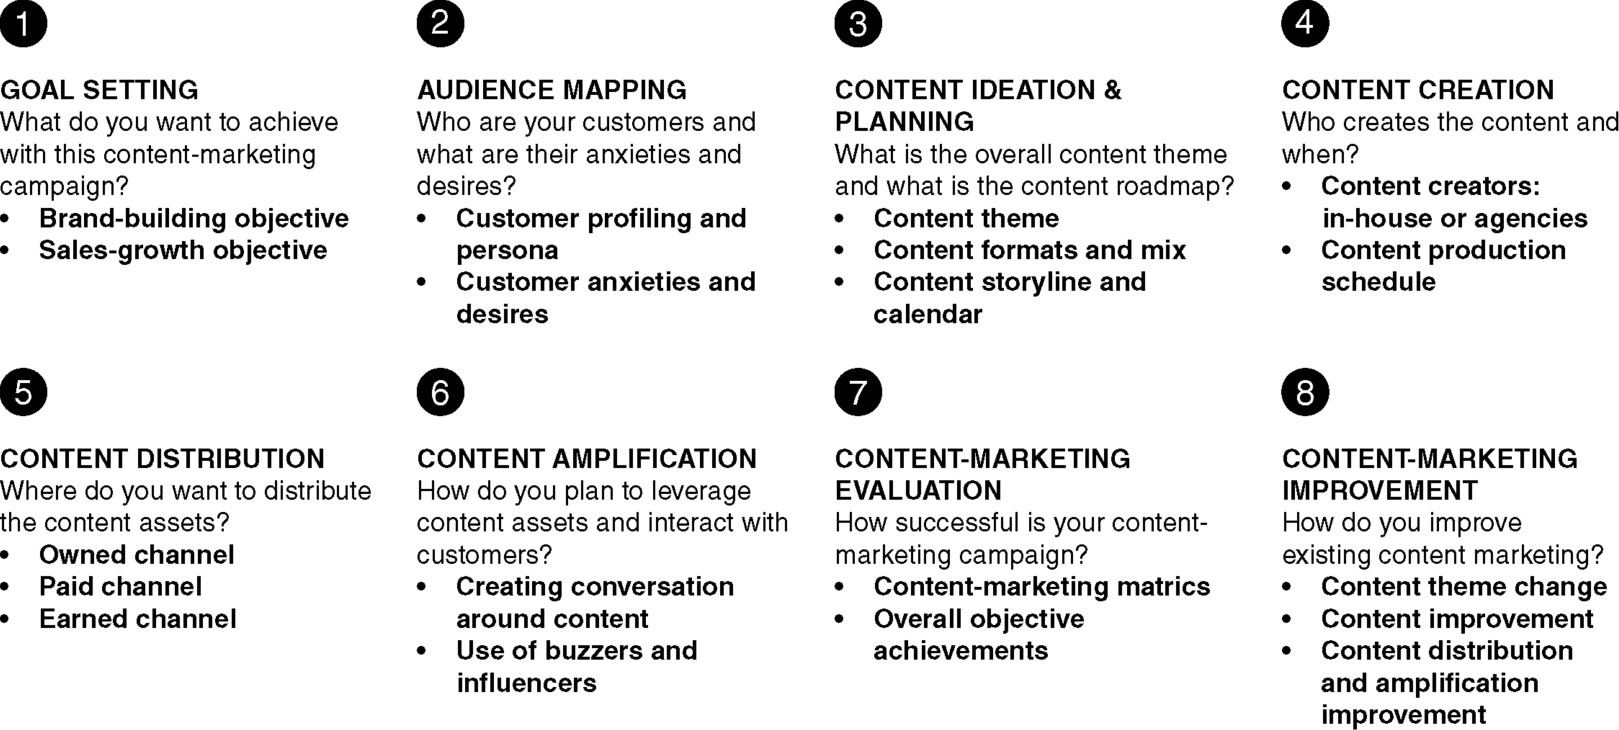 1
GOAL SETTING
What do you want to achieve
with this content-marketing
campaign?
• Brand-building objective
• Sales-growth objective
2
AUDIENCE MAPPING
Who are your customers and
what are their anxieties and
desires?
• Customer profiling and
persona
• Customer anxieties and
desires
3
CONTENT IDEATION &
PLANNING
What is the overall content theme
and what is the content roadmap?
• Content theme
• Content formats and mix
• Content storyline and
calendar
4
CONTENT CREATION
Who creates the content and
when?
• Content creators:
in-house or agencies
• Content production
schedule
5
CONTENT DISTRIBUTION
Where do you want to distribute
the content assets?
• Owned channel
• Paid channel
• Earned channel
6
CONTENT AMPLIFICATION
How do you plan to leverage
content assets and interact with
customers?
• Creating conversation
around content
• Use of buzzers and
influencers
7
CONTENT-MARKETING
EVALUATION
How successful is your content-
marketing campaign?
• Content-marketing matrics
• Overall objective
achievements
8
CONTENT-MARKETING
IMPROVEMENT
How do you improve
existing content marketing?
• Content theme change
• Content improvement
• Content distribution
and amplification
improvement